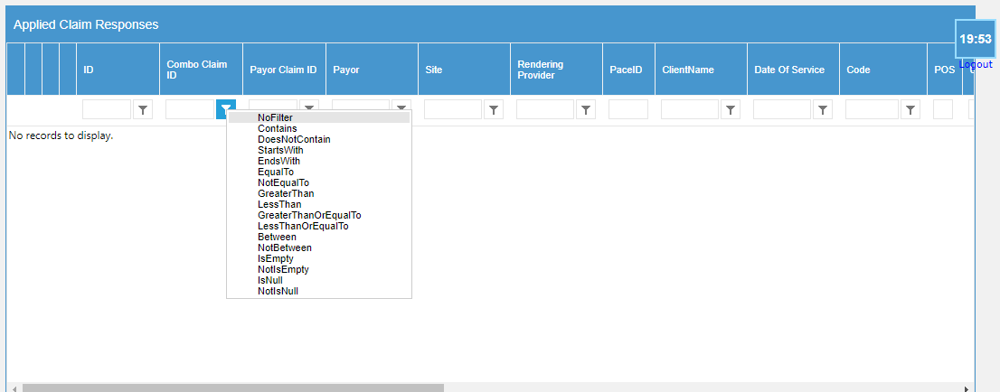 Applied Claim Responses
19:53
Logout
ID
Combo Claim
ID
Payor Claim ID
Payor
Site
Rendering
Provider
PaceID
ClientName
Date Of Service
Code
POS
NoFilter
Contains
DoesNotContain
StartsWith
EndsWith
EqualTo
NotEqualTo
GreaterThan
LessThan
GreaterThanOrEqualTo
LessThanOrEqualTo
Between
NotBetween
IsEmpty
NotIsEmpty
IsNull
NotIsNull
No records to display.